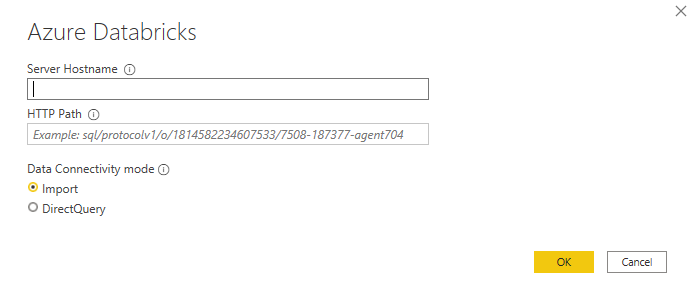 Azure Databricks
Server Hostname
HTTP Path
Example: sql/protocolv1/o/1814582234607533/7508-187377-agent704
Data Connectivity mode
Import
DirectQuery
OK Cancel